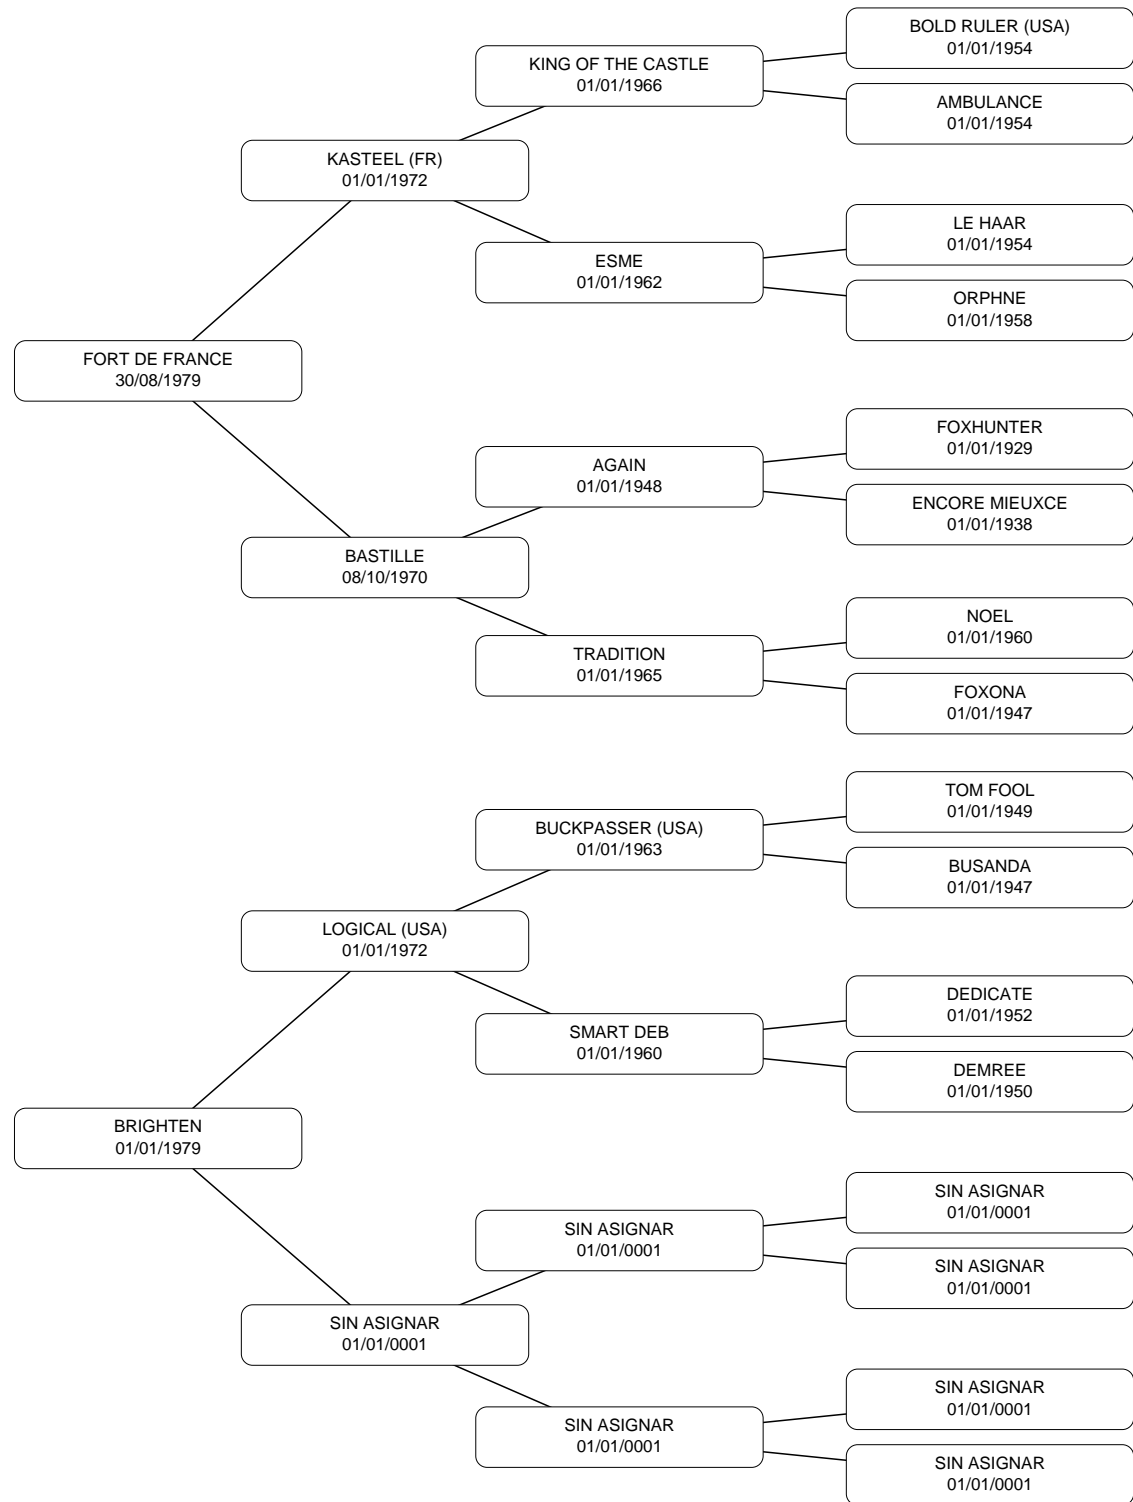 BOLD RULER (USA)
01/01/1954
KING OF THE CASTLE
01/01/1966
AMBULANCE
01/01/1954
KASTEEL (FR)
01/01/1972
LE HAAR
01/01/1954
ESME
01/01/1962
ORPHNE
01/01/1958
FORT DE FRANCE
30/08/1979
FOXHUNTER
01/01/1929
AGAIN
01/01/1948
ENCORE MIEUXCE
01/01/1938
BASTILLE
08/10/1970
NOEL
01/01/1960
TRADITION
01/01/1965
FOXONA
01/01/1947
TOM FOOL
01/01/1949
BUCKPASSER (USA)
01/01/1963
BUSANDA
01/01/1947
LOGICAL (USA)
01/01/1972
DEDICATE
01/01/1952
SMART DEB
01/01/1960
DEMREE
01/01/1950
BRIGHTEN
01/01/1979
SIN ASIGNAR
01/01/0001
SIN ASIGNAR
01/01/0001
SIN ASIGNAR
01/01/0001
SIN ASIGNAR
01/01/0001
SIN ASIGNAR
01/01/0001
SIN ASIGNAR
01/01/0001
SIN ASIGNAR
01/01/0001